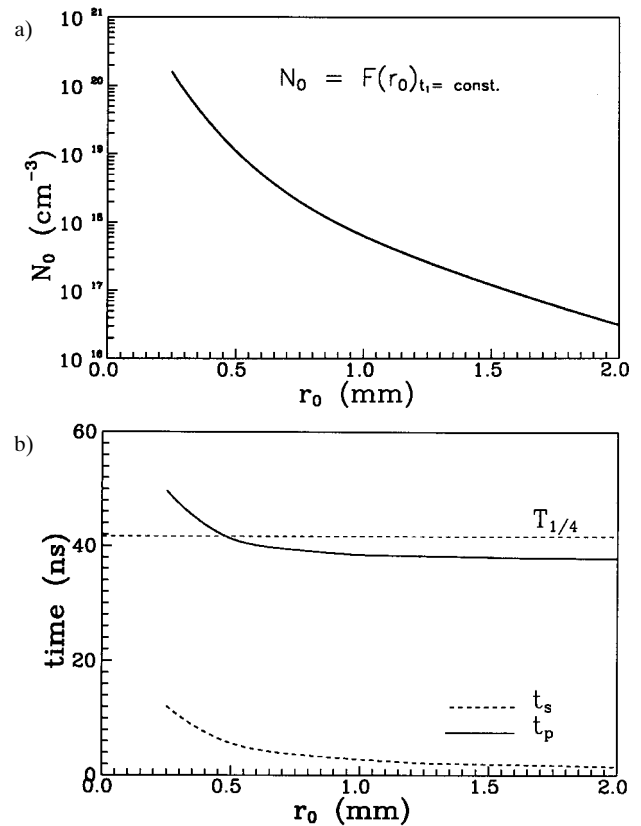 a)
10 21
10 20
10 19
10 18
10 17
10 16
N₀ (cm⁻³)
N₀ = F(r₀)t₁= const.
0.0 0.5 1.0 1.5 2.0
r₀ (mm)
b)
60
40
20
0
time (ns)
T1/4
tₛ
tₚ
0.0 0.5 1.0 1.5 2.0
r₀ (mm)